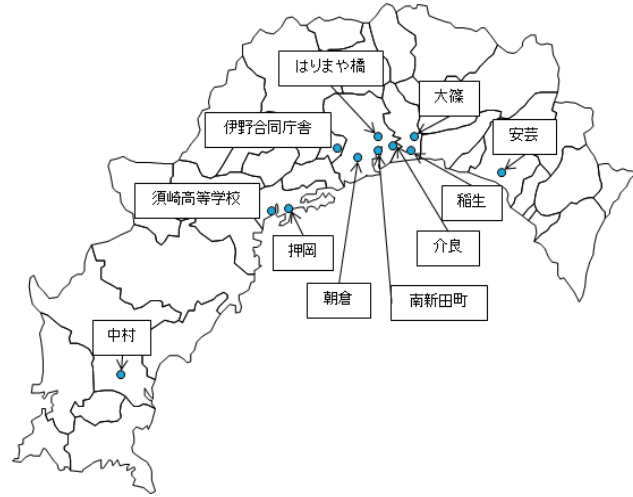 はりまや橋
大篠
伊野合同庁舎
安芸
須崎高等学校
稲生
押岡
介良
朝倉
南新田町
中村